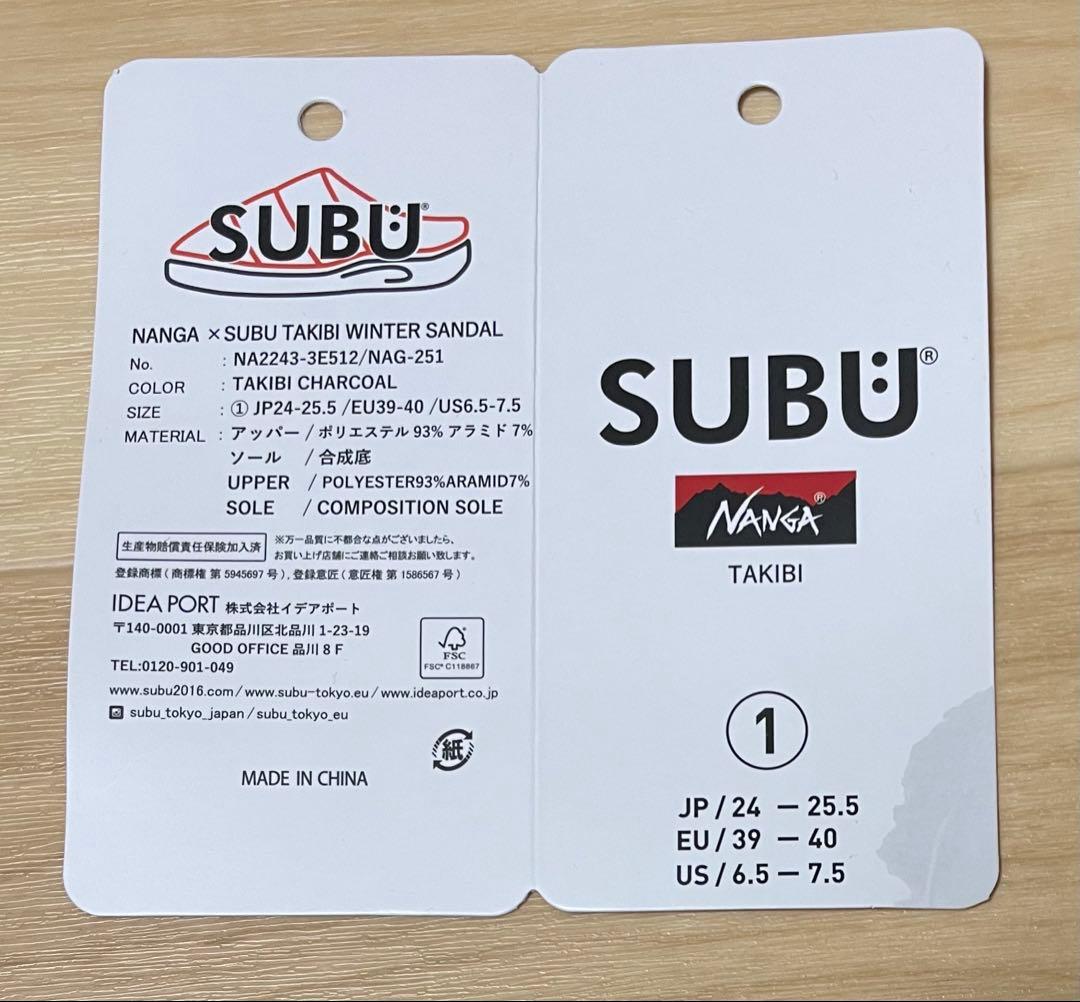 SUBU®
NANGA × SUBU TAKIBI WINTER SANDAL
No. : NA2243-3E512/NAG-251
COLOR : TAKIBI CHARCOAL
SIZE : ① JP24-25.5 /EU39-40 /US6.5-7.5
MATERIAL : アッパー / ポリエステル 93% アラミド 7%
ソール / 合成底
UPPER / POLYESTER93%ARAMID7%
SOLE / COMPOSITION SOLE
生産物賠償責任保険加入済
※万一品質に不都合な点がございましたら、
お買い上げ店舗にご連絡ご相談お願い致します。
登録商標 ( 商標権 第 5945697 号 ) , 登録意匠 ( 意匠権 第 1586567 号 )
IDEA PORT 株式会社イデアポート
〒140-0001 東京都品川区北品川 1-23-19
GOOD OFFICE 品川 8 F
TEL:0120-901-049
FSC
FSC® C118867
www.subu2016.com / www.subu-tokyo.eu / www.ideaport.co.jp
subu_tokyo_japan / subu_tokyo_eu
紙
MADE IN CHINA
SUBU®
NANGA®
TAKIBI
1
JP / 24 — 25.5
EU / 39 — 40
US / 6.5 — 7.5